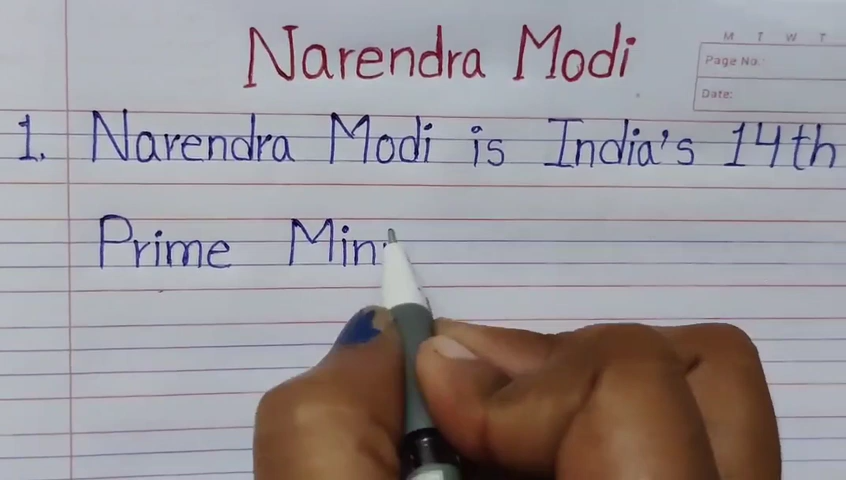 Narendra Modi
M T W T
Page No.:
Date:
1. Narendra Modi is India's 14th
Prime Min